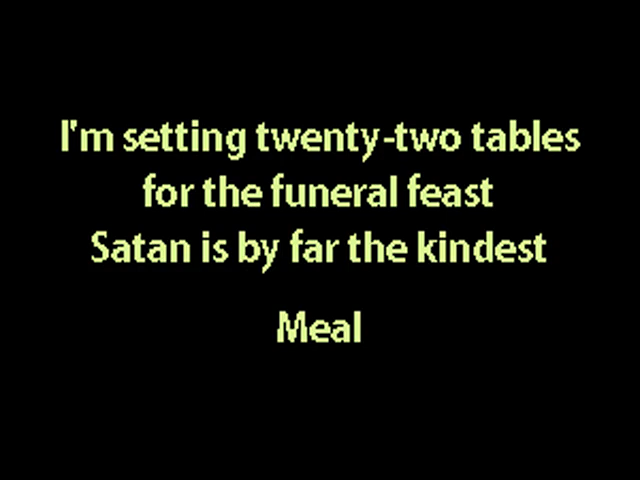 I'm setting twenty-two tables
for the funeral feast
Satan is by far the kindest
Meal